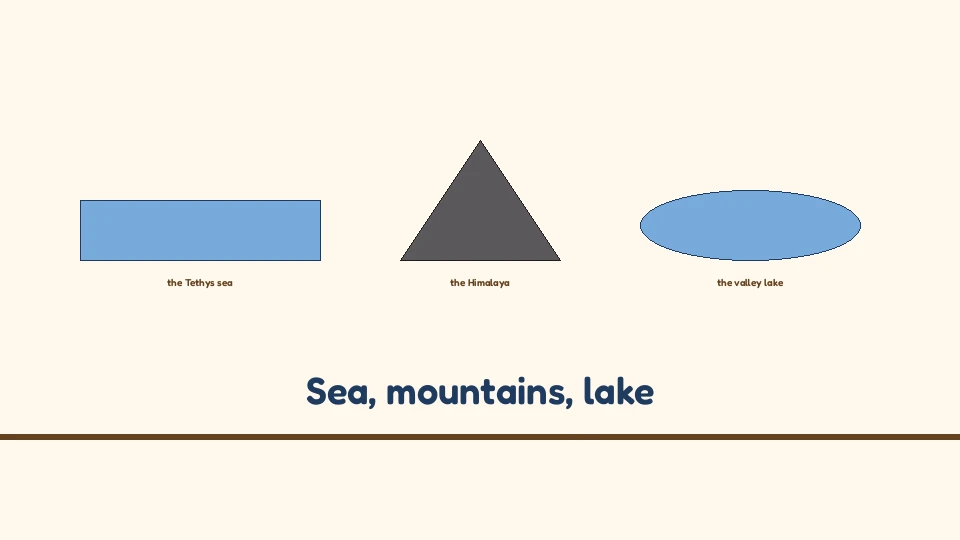 the Tethys sea
the Himalaya
the valley lake
Sea, mountains, lake